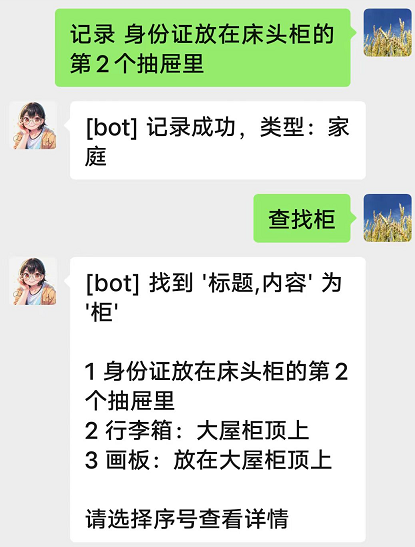 记录 身份证放在床头柜的
第2个抽屉里
[bot] 记录成功，类型：家
庭
查找柜
[bot] 找到 '标题,内容' 为
'柜'
1 身份证放在床头柜的第2
个抽屉里
2 行李箱：大屋柜顶上
3 画板：放在大屋柜顶上
请选择序号查看详情